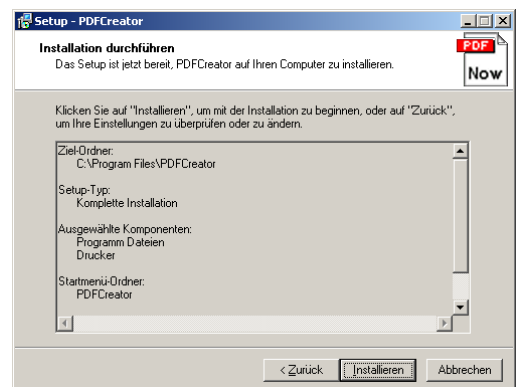 Setup - PDFCreator
Installation durchführen
Das Setup ist jetzt bereit, PDFCreator auf Ihren Computer zu installieren.
PDF
Now
Klicken Sie auf "Installieren", um mit der Installation zu beginnen, oder auf "Zurück",
um Ihre Einstellungen zu überprüfen oder zu ändern.
Ziel-Ordner:
C:\Program Files\PDFCreator
Setup-Typ:
Komplette Installation
Ausgewählte Komponenten:
Programm Dateien
Drucker
Startmenü-Ordner:
PDFCreator
< Zurück
Installieren
Abbrechen